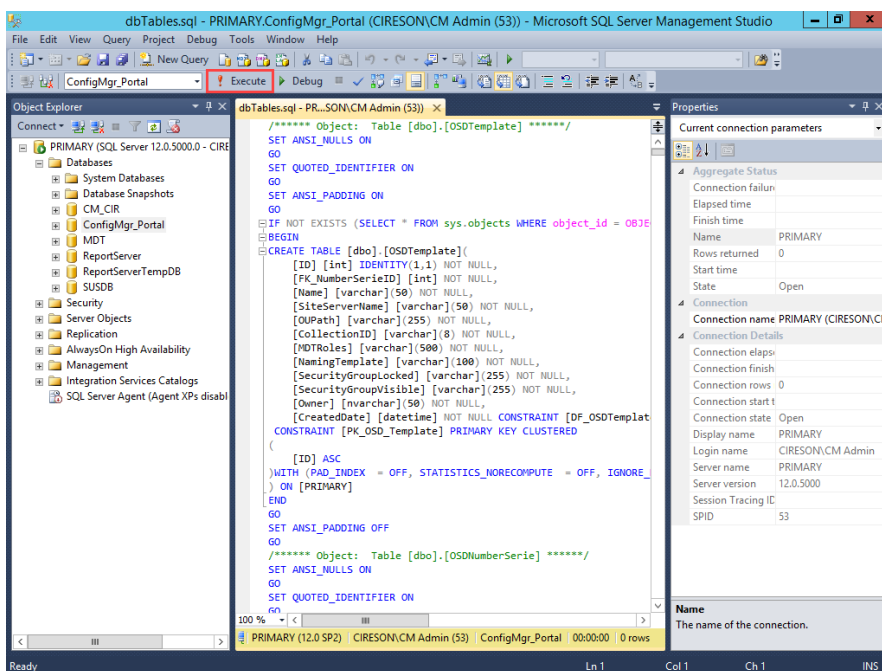 dbTables.sql - PRIMARY.ConfigMgr_Portal (CIRESON\CM Admin (53)) - Microsoft SQL Server Management Studio
File Edit View Query Project Debug Tools Window Help
New Query
ConfigMgr_Portal
Execute
Debug
Object Explorer
Connect
PRIMARY (SQL Server 12.0.5000.0 - CIRE
Databases
System Databases
Database Snapshots
CM_CIR
ConfigMgr_Portal
MDT
ReportServer
ReportServerTempDB
SUSDB
Security
Server Objects
Replication
AlwaysOn High Availability
Management
Integration Services Catalogs
SQL Server Agent (Agent XPs disabl
dbTables.sql - PR...SON\CM Admin (53))
/****** Object:  Table [dbo].[OSDTemplate] ******/
SET ANSI_NULLS ON
GO
SET QUOTED_IDENTIFIER ON
GO
SET ANSI_PADDING ON
GO
IF NOT EXISTS (SELECT * FROM sys.objects WHERE object_id = OBJE
BEGIN
CREATE TABLE [dbo].[OSDTemplate](
[ID] [int] IDENTITY(1,1) NOT NULL,
[FK_NumberSerieID] [int] NOT NULL,
[Name] [varchar](50) NOT NULL,
[SiteServerName] [varchar](50) NOT NULL,
[OUPath] [varchar](255) NOT NULL,
[CollectionID] [varchar](8) NOT NULL,
[MDTRoles] [varchar](500) NOT NULL,
[NamingTemplate] [varchar](100) NOT NULL,
[SecurityGroupLocked] [varchar](255) NOT NULL,
[SecurityGroupVisible] [varchar](255) NOT NULL,
[Owner] [nvarchar](50) NOT NULL,
[CreatedDate] [datetime] NOT NULL CONSTRAINT [DF_OSDTemplat
CONSTRAINT [PK_OSD_Template] PRIMARY KEY CLUSTERED
(
[ID] ASC
)WITH (PAD_INDEX  = OFF, STATISTICS_NORECOMPUTE  = OFF, IGNORE_
) ON [PRIMARY]
END
GO
SET ANSI_PADDING OFF
GO
/****** Object:  Table [dbo].[OSDNumberSerie] ******/
SET ANSI_NULLS ON
GO
SET QUOTED_IDENTIFIER ON
GO
100 %
PRIMARY (12.0 SP2) CIRESON\CM Admin (53) ConfigMgr_Portal 00:00:00 0 rows
Properties
Current connection parameters
Aggregate Status
Connection failur
Elapsed time
Finish time
Name PRIMARY
Rows returned 0
Start time
State Open
Connection
Connection name PRIMARY (CIRESON\C
Connection Details
Connection elaps
Connection finish
Connection rows 0
Connection start t
Connection state Open
Display name PRIMARY
Login name CIRESON\CM Admin
Server name PRIMARY
Server version 12.0.5000
Session Tracing ID
SPID 53
Name
The name of the connection.
Ready Ln 1 Col 1 Ch 1 INS